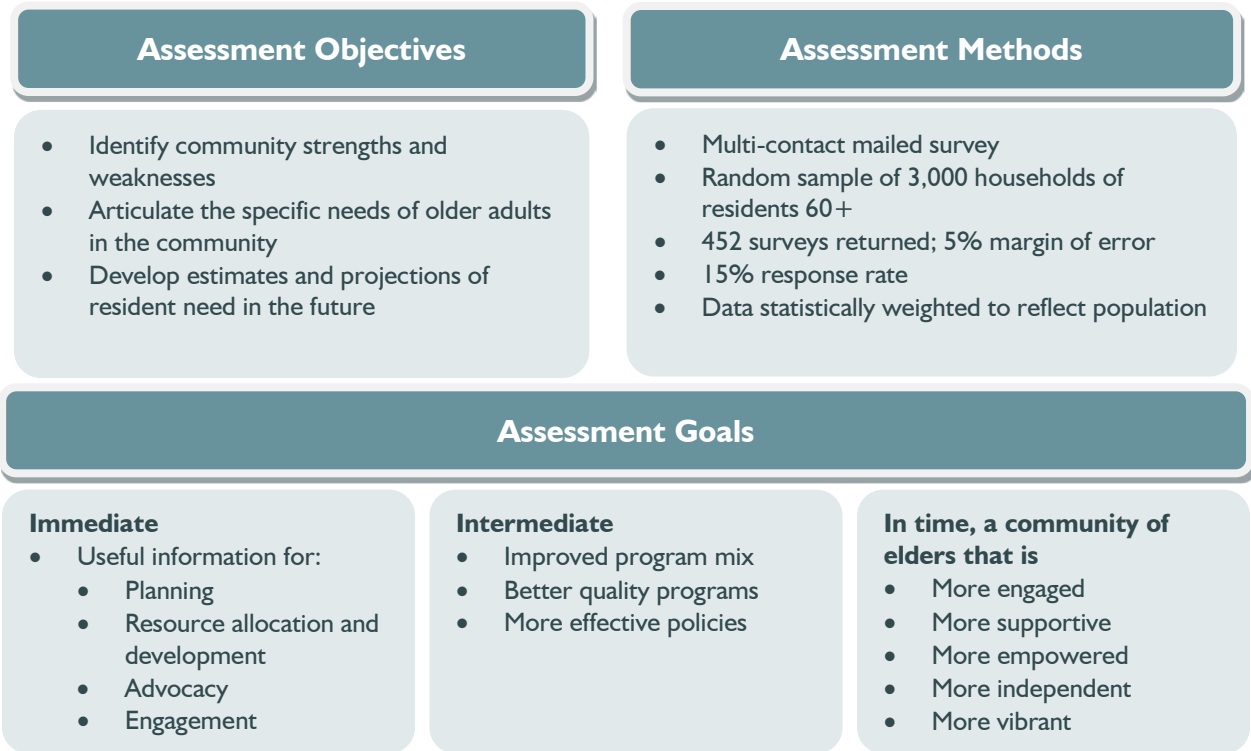 Assessment Objectives
• Identify community strengths and
weaknesses
• Articulate the specific needs of older adults
in the community
• Develop estimates and projections of
resident need in the future
Assessment Methods
• Multi-contact mailed survey
• Random sample of 3,000 households of
residents 60+
• 452 surveys returned; 5% margin of error
• 15% response rate
• Data statistically weighted to reflect population
Assessment Goals
Immediate
• Useful information for:
• Planning
• Resource allocation and
development
• Advocacy
• Engagement
Intermediate
• Improved program mix
• Better quality programs
• More effective policies
In time, a community of
elders that is
• More engaged
• More supportive
• More empowered
• More independent
• More vibrant